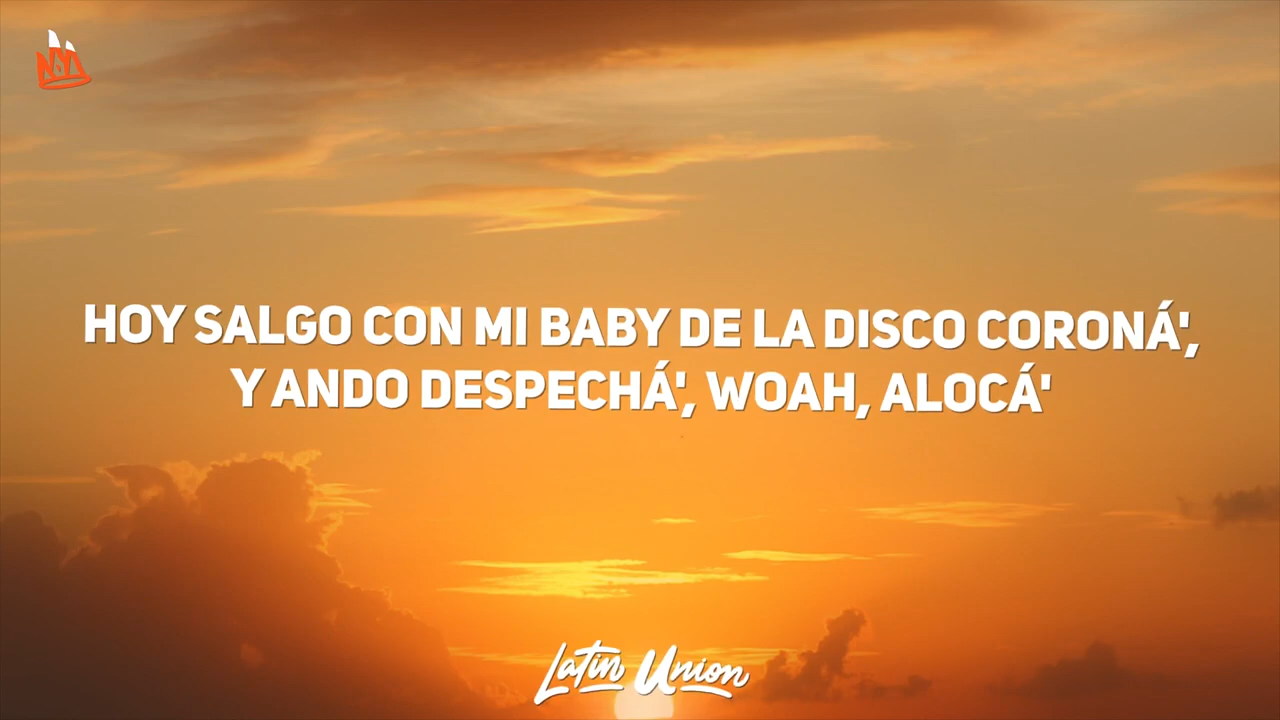 HOY SALGO CON MI BABY DE LA DISCO CORONÁ',
Y ANDO DESPECHÁ', WOAH, ALOCÁ'
Latin Union